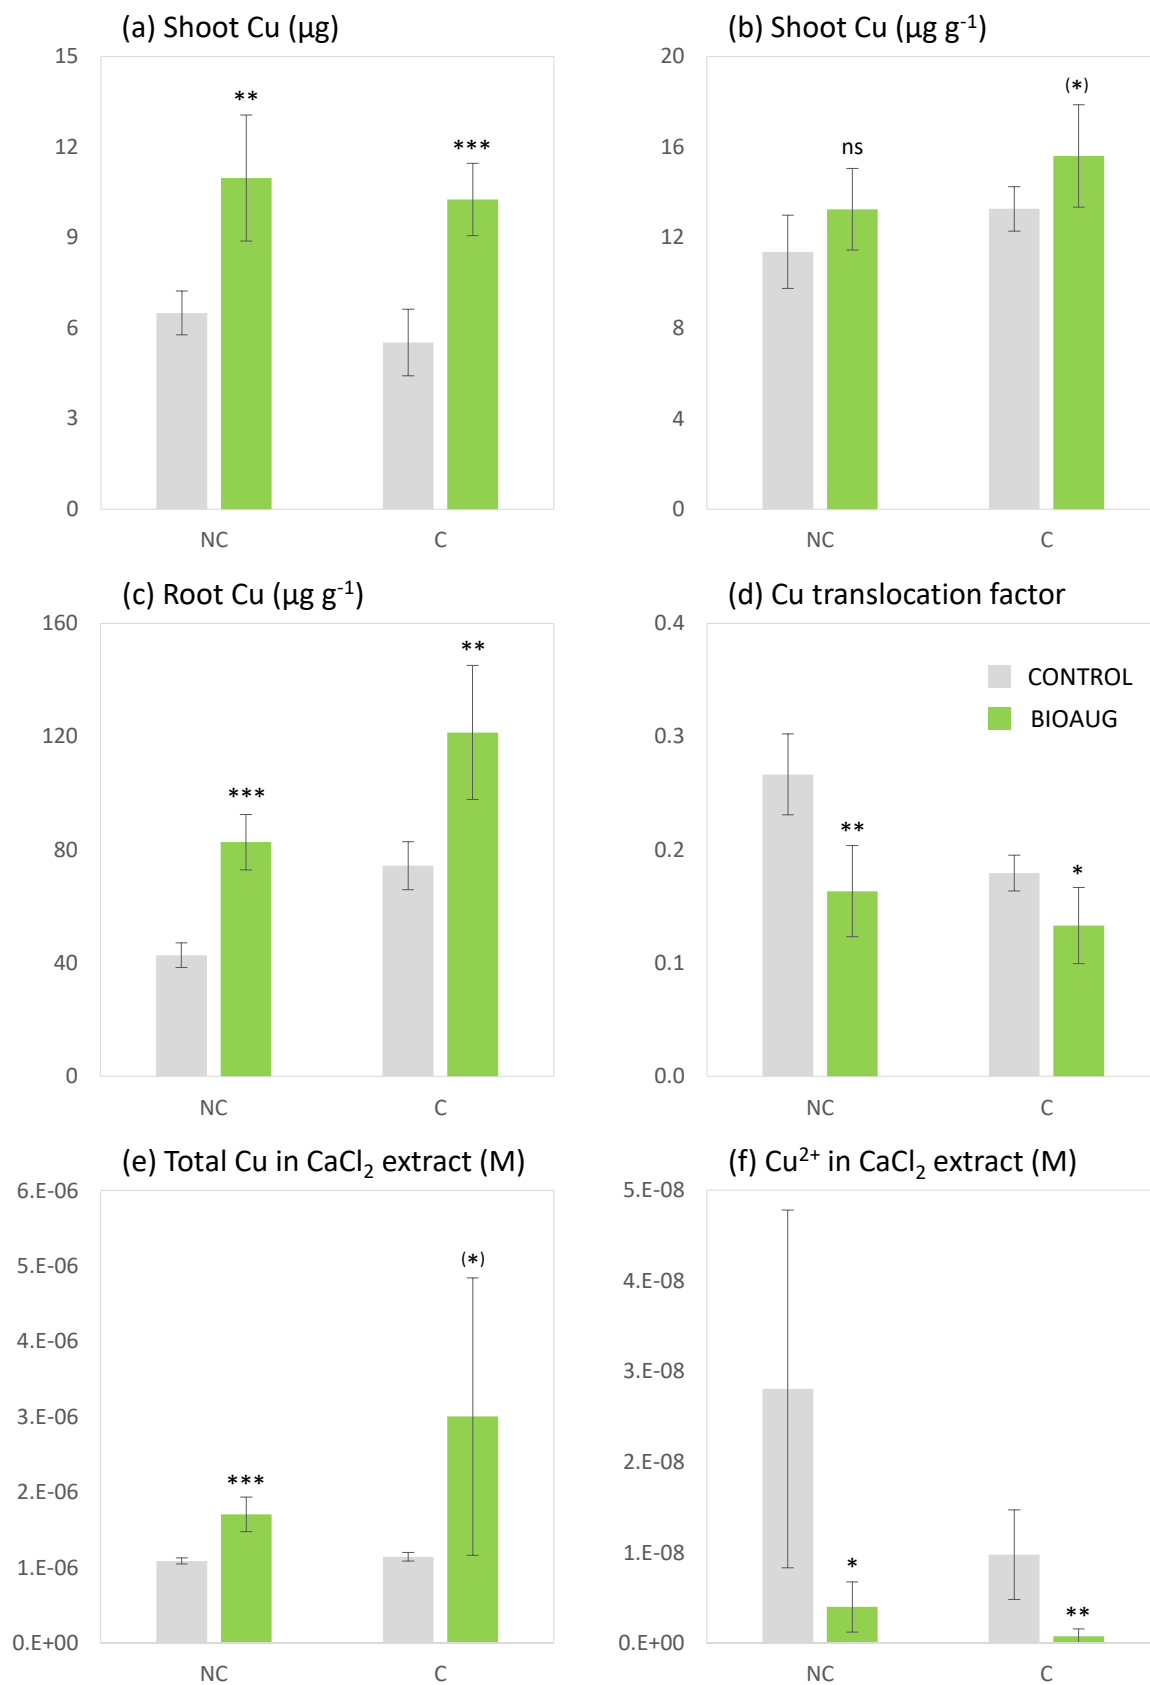 (a) Shoot Cu (µg)
15
12
9
6
3
0
**
***
NC
C
(b) Shoot Cu (µg g⁻¹)
20
16
12
8
4
0
ns
(*)
NC
C
(c) Root Cu (µg g⁻¹)
160
120
80
40
0
***
**
NC
C
(d) Cu translocation factor
0.4
0.3
0.2
0.1
0.0
CONTROL
BIOAUG
**
*
NC
C
(e) Total Cu in CaCl₂ extract (M)
6.E-06
5.E-06
4.E-06
3.E-06
2.E-06
1.E-06
0.E+00
***
(*)
NC
C
(f) Cu²⁺ in CaCl₂ extract (M)
5.E-08
4.E-08
3.E-08
2.E-08
1.E-08
0.E+00
*
**
NC
C